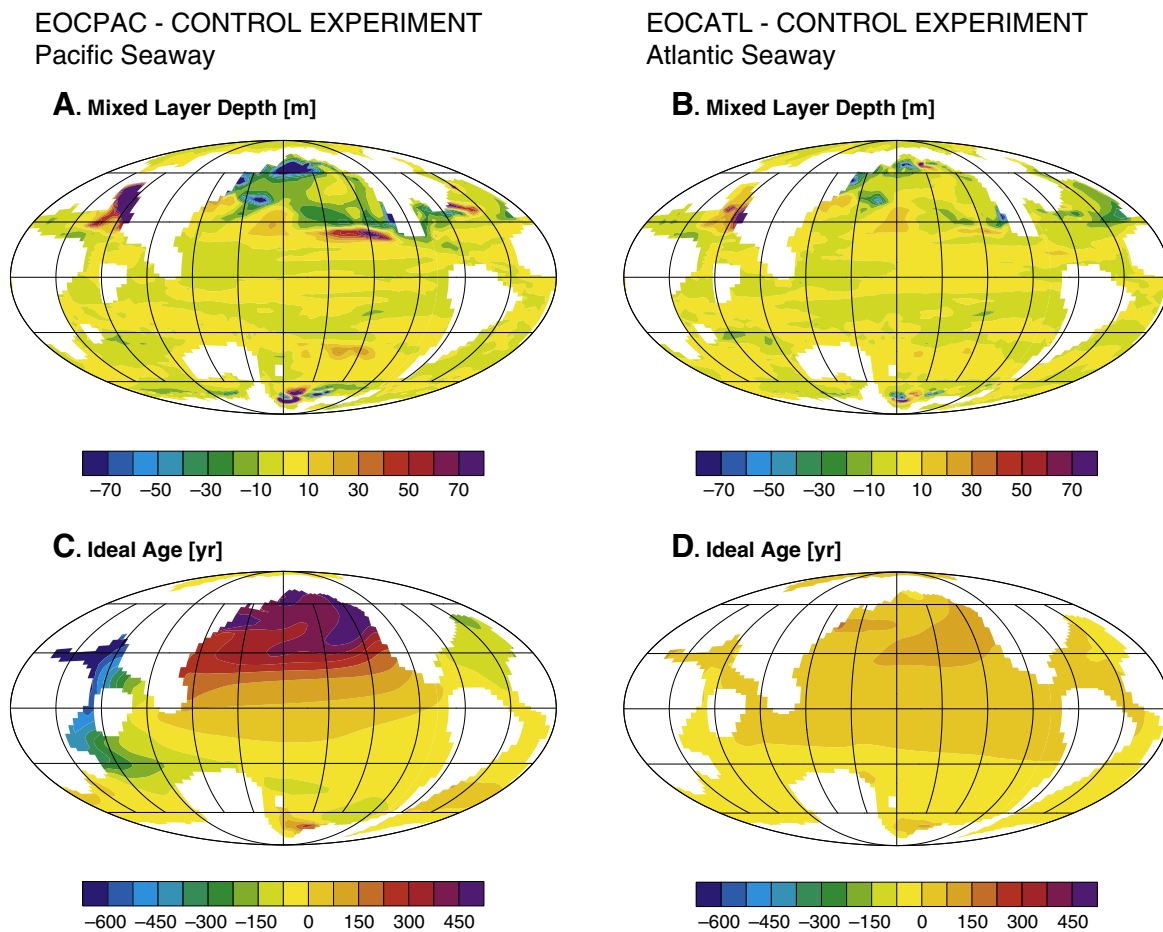 EOCPAC - CONTROL EXPERIMENT
Pacific Seaway
EOCATL - CONTROL EXPERIMENT
Atlantic Seaway
A. Mixed Layer Depth [m]
B. Mixed Layer Depth [m]
−70 −50 −30 −10 10 30 50 70
−70 −50 −30 −10 10 30 50 70
C. Ideal Age [yr]
D. Ideal Age [yr]
−600 −450 −300 −150 0 150 300 450
−600 −450 −300 −150 0 150 300 450